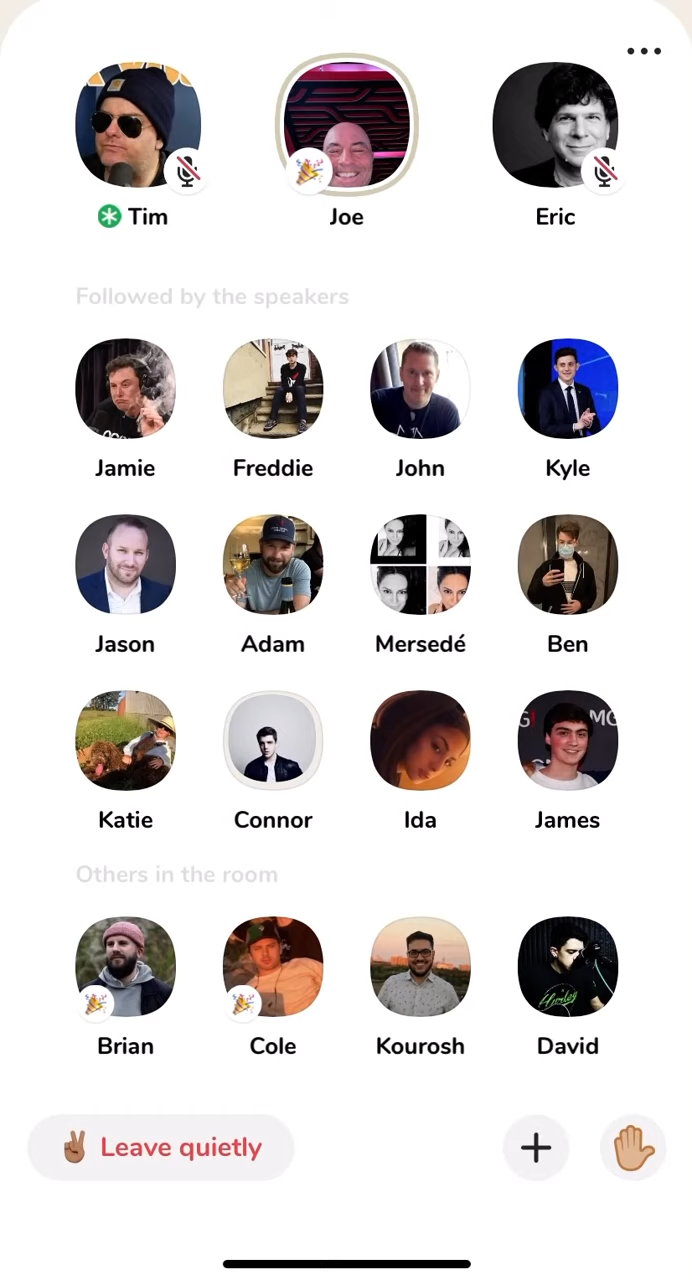 Tim
Joe
Eric
Followed by the speakers
Jamie
Freddie
John
Kyle
Jason
Adam
Mersedé
Ben
Katie
Connor
Ida
James
Others in the room
Brian
Cole
Kourosh
David
Leave quietly